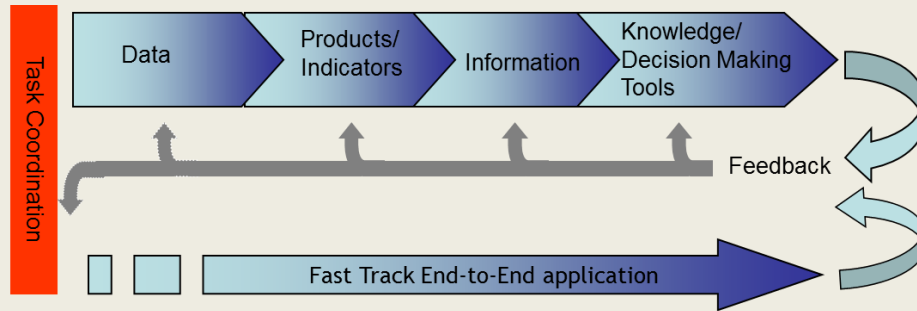 Task Coordination
Data
Products/
Indicators
Information
Knowledge/
Decision Making
Tools
Feedback
Fast Track End-to-End application